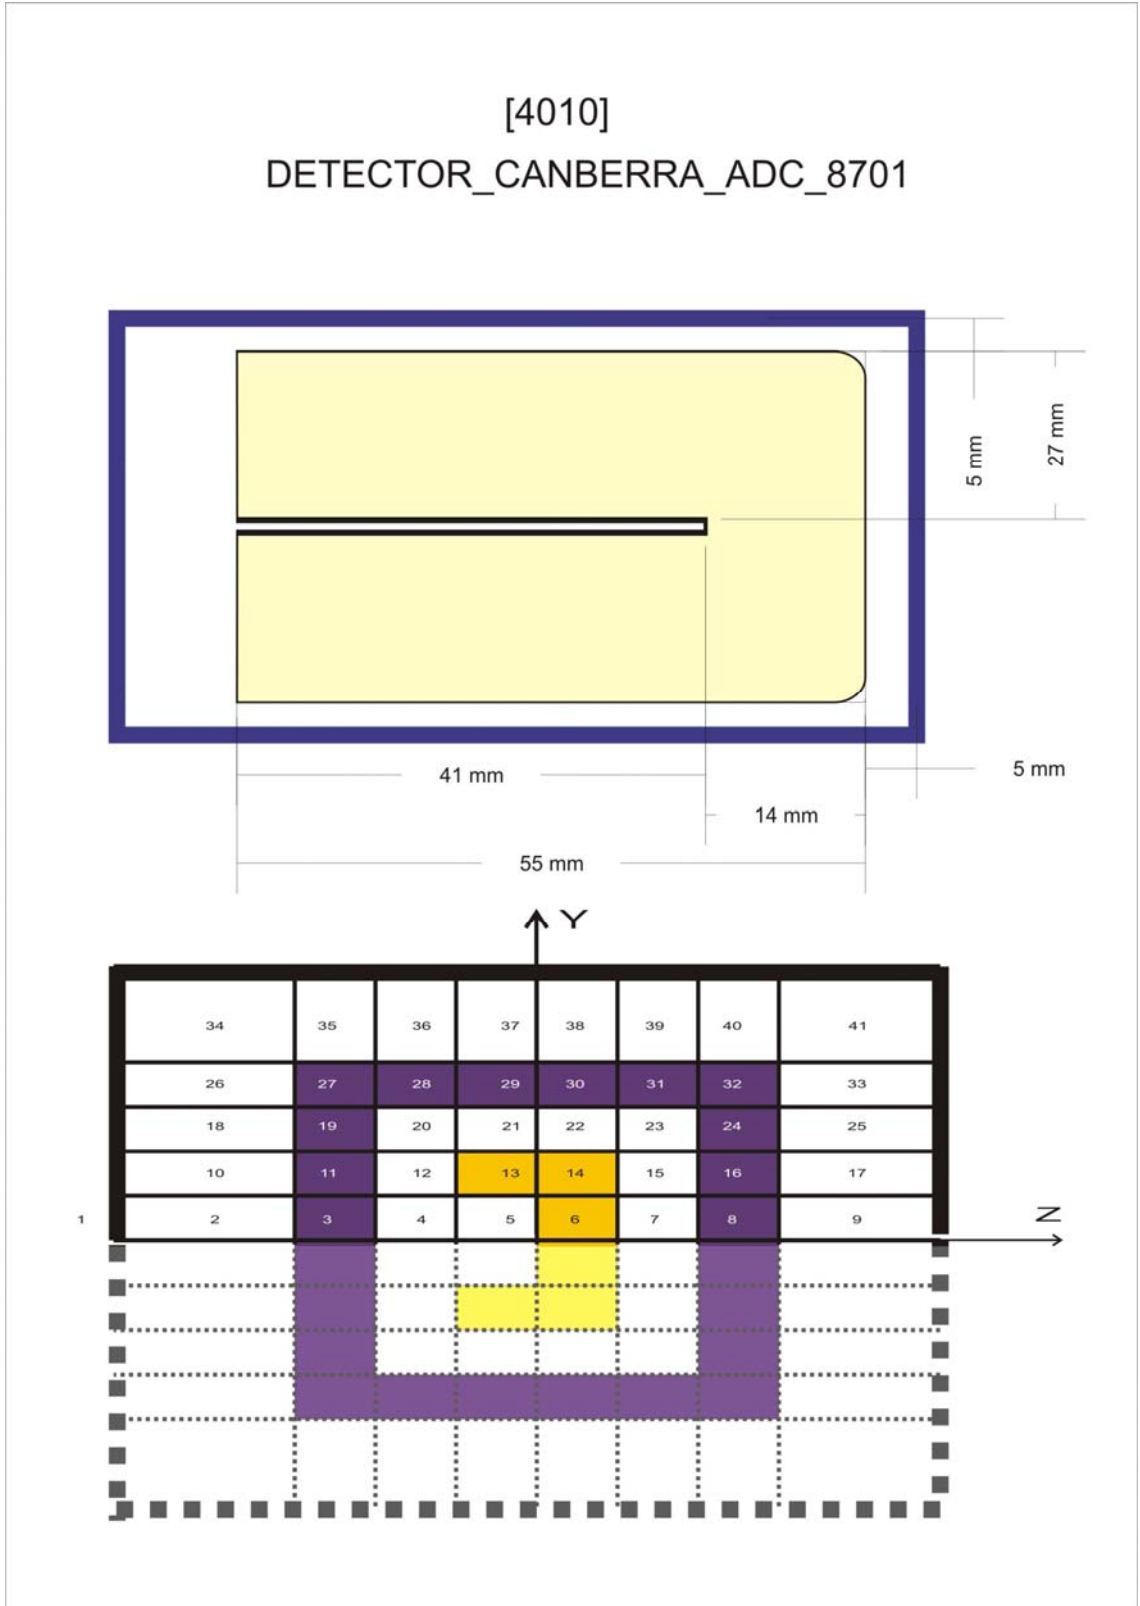 [4010]
DETECTOR_CANBERRA_ADC_8701
27 mm
5 mm
41 mm
5 mm
14 mm
55 mm
Y
34 35 36 37 38 39 40 41
26 27 28 29 30 31 32 33
18 19 20 21 22 23 24 25
10 11 12 13 14 15 16 17
1 2 3 4 5 6 7 8 9
Z